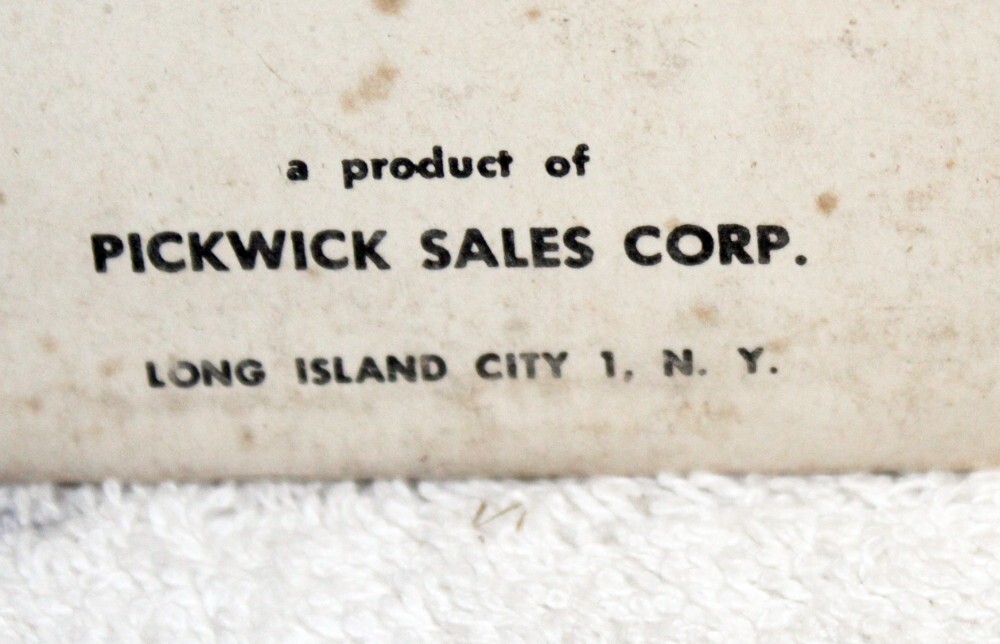 a product of
PICKWICK SALES CORP.
LONG ISLAND CITY 1, N. Y.